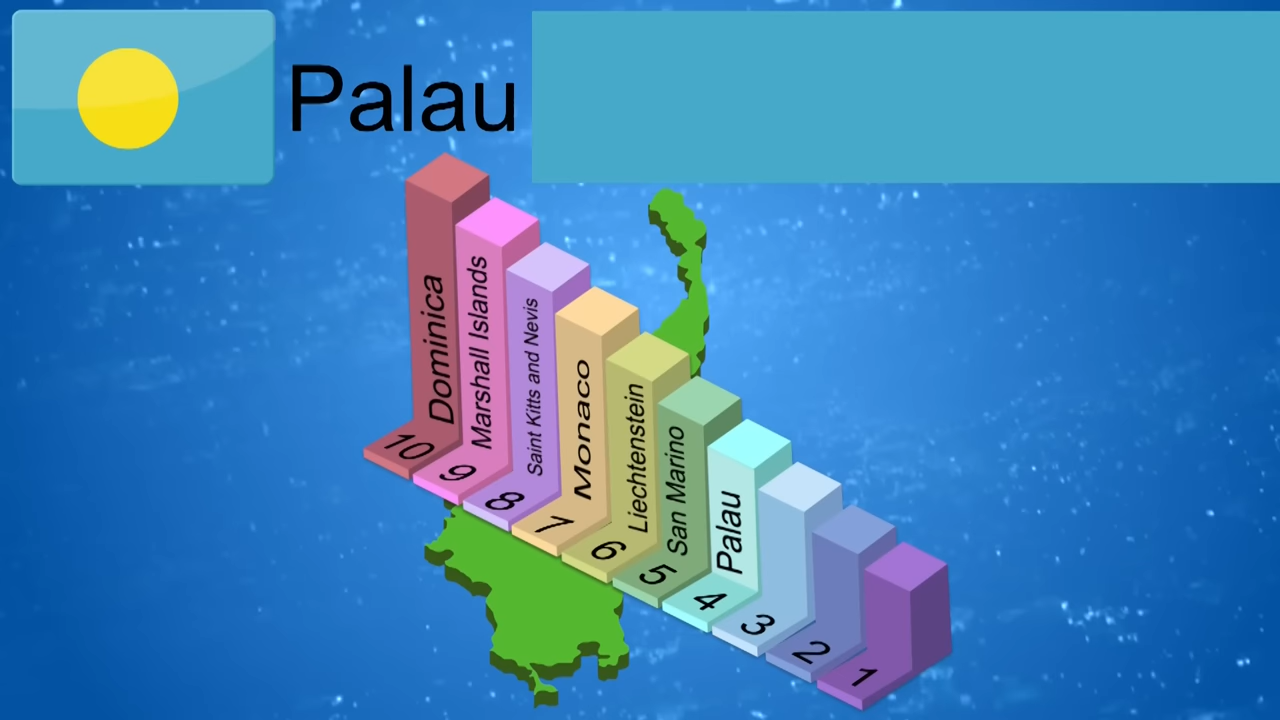 Palau
Dominica
10
Marshall Islands
9
Saint Kitts and Nevis
8
Monaco
7
Liechtenstein
6
San Marino
5
Palau
4
3
2
1